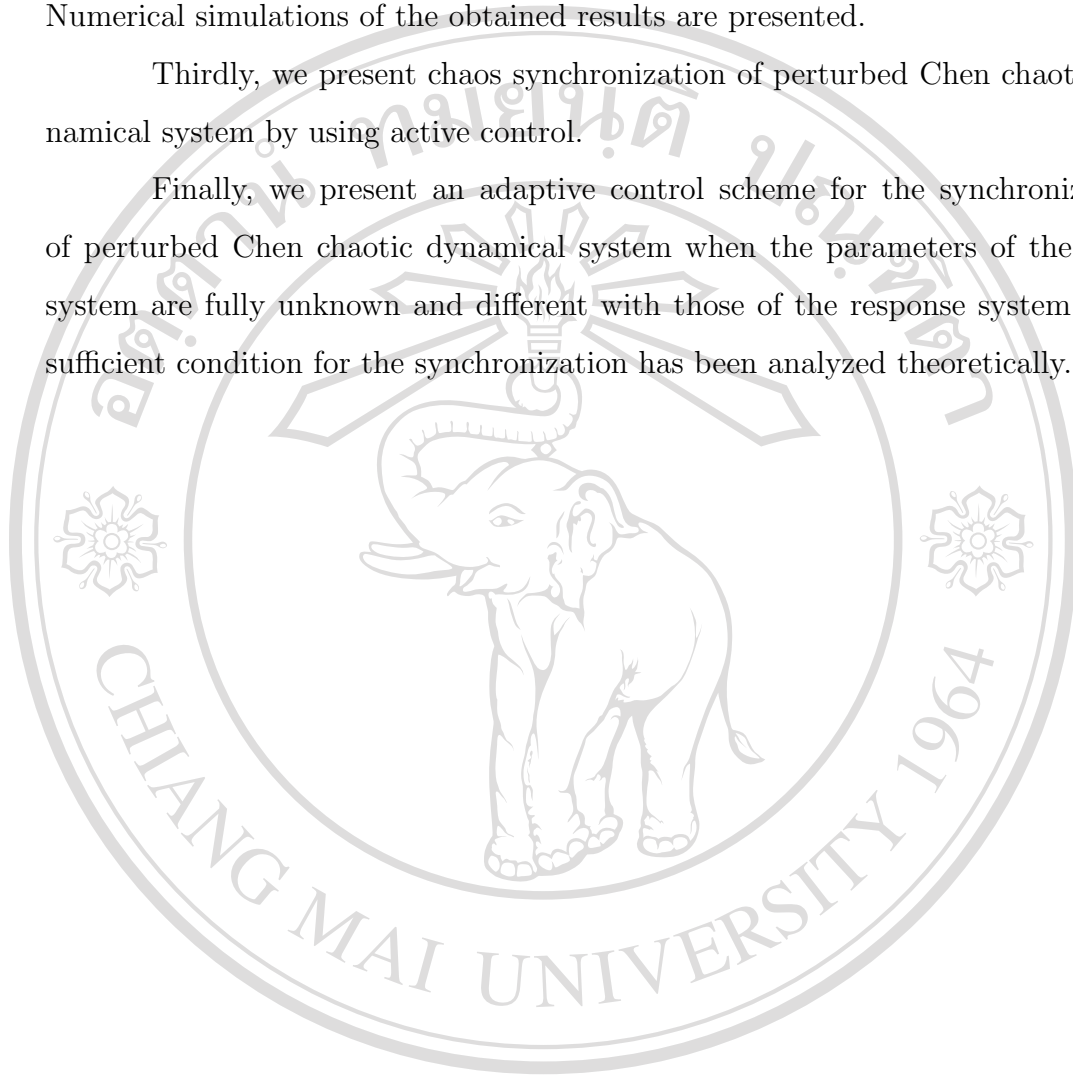 Numerical simulations of the obtained results are presented.
Thirdly, we present chaos synchronization of perturbed Chen chaot
namical system by using active control.
Finally, we present an adaptive control scheme for the synchroniz
of perturbed Chen chaotic dynamical system when the parameters of the
system are fully unknown and different with those of the response system
sufficient condition for the synchronization has been analyzed theoretically.
CHIANG MAI UNIVERSITY 1964